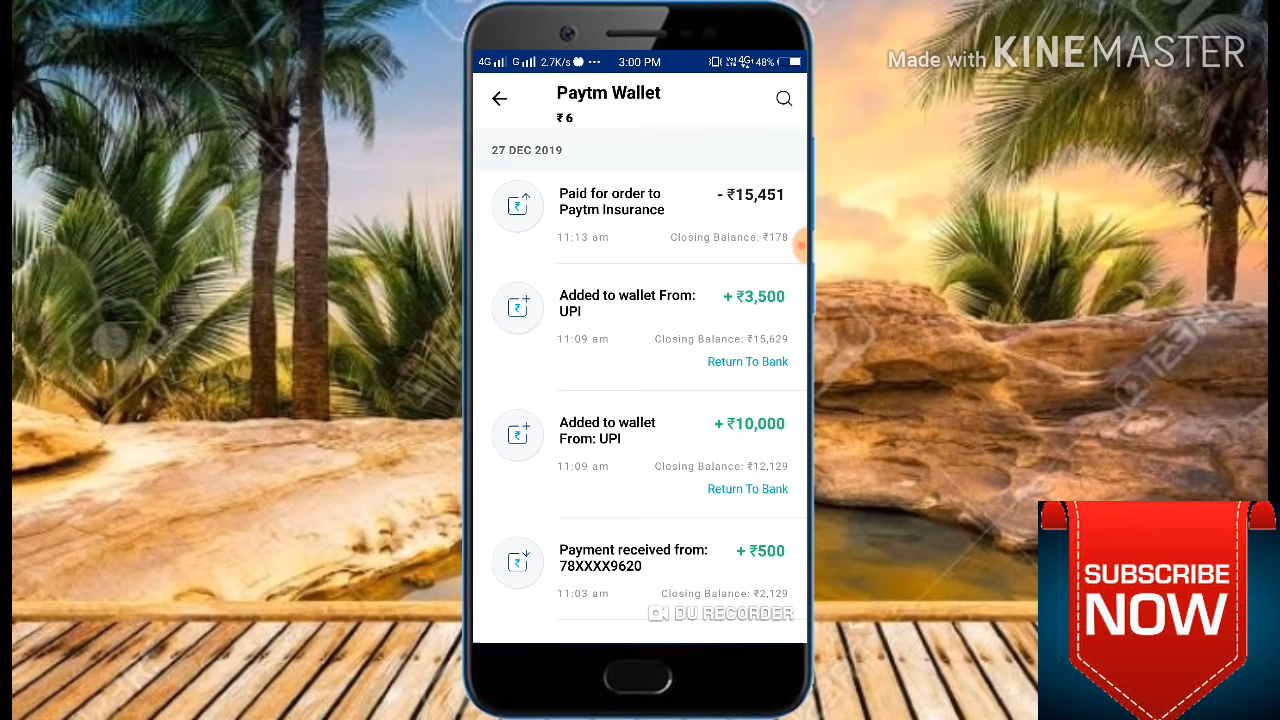 Made with KINEMASTER
4G G 2.7K/s ••• 3:00 PM 4G 48%
Paytm Wallet
₹ 6
27 DEC 2019
Paid for order to
Paytm Insurance
- ₹15,451
11:13 am Closing Balance: ₹178
Added to wallet From:
UPI
+ ₹3,500
11:09 am Closing Balance: ₹15,629
Return To Bank
Added to wallet
From: UPI
+ ₹10,000
11:09 am Closing Balance: ₹12,129
Return To Bank
Payment received from:
78XXXX9620
+ ₹500
11:03 am Closing Balance: ₹2,129
DU RECORDER
SUBSCRIBE
NOW